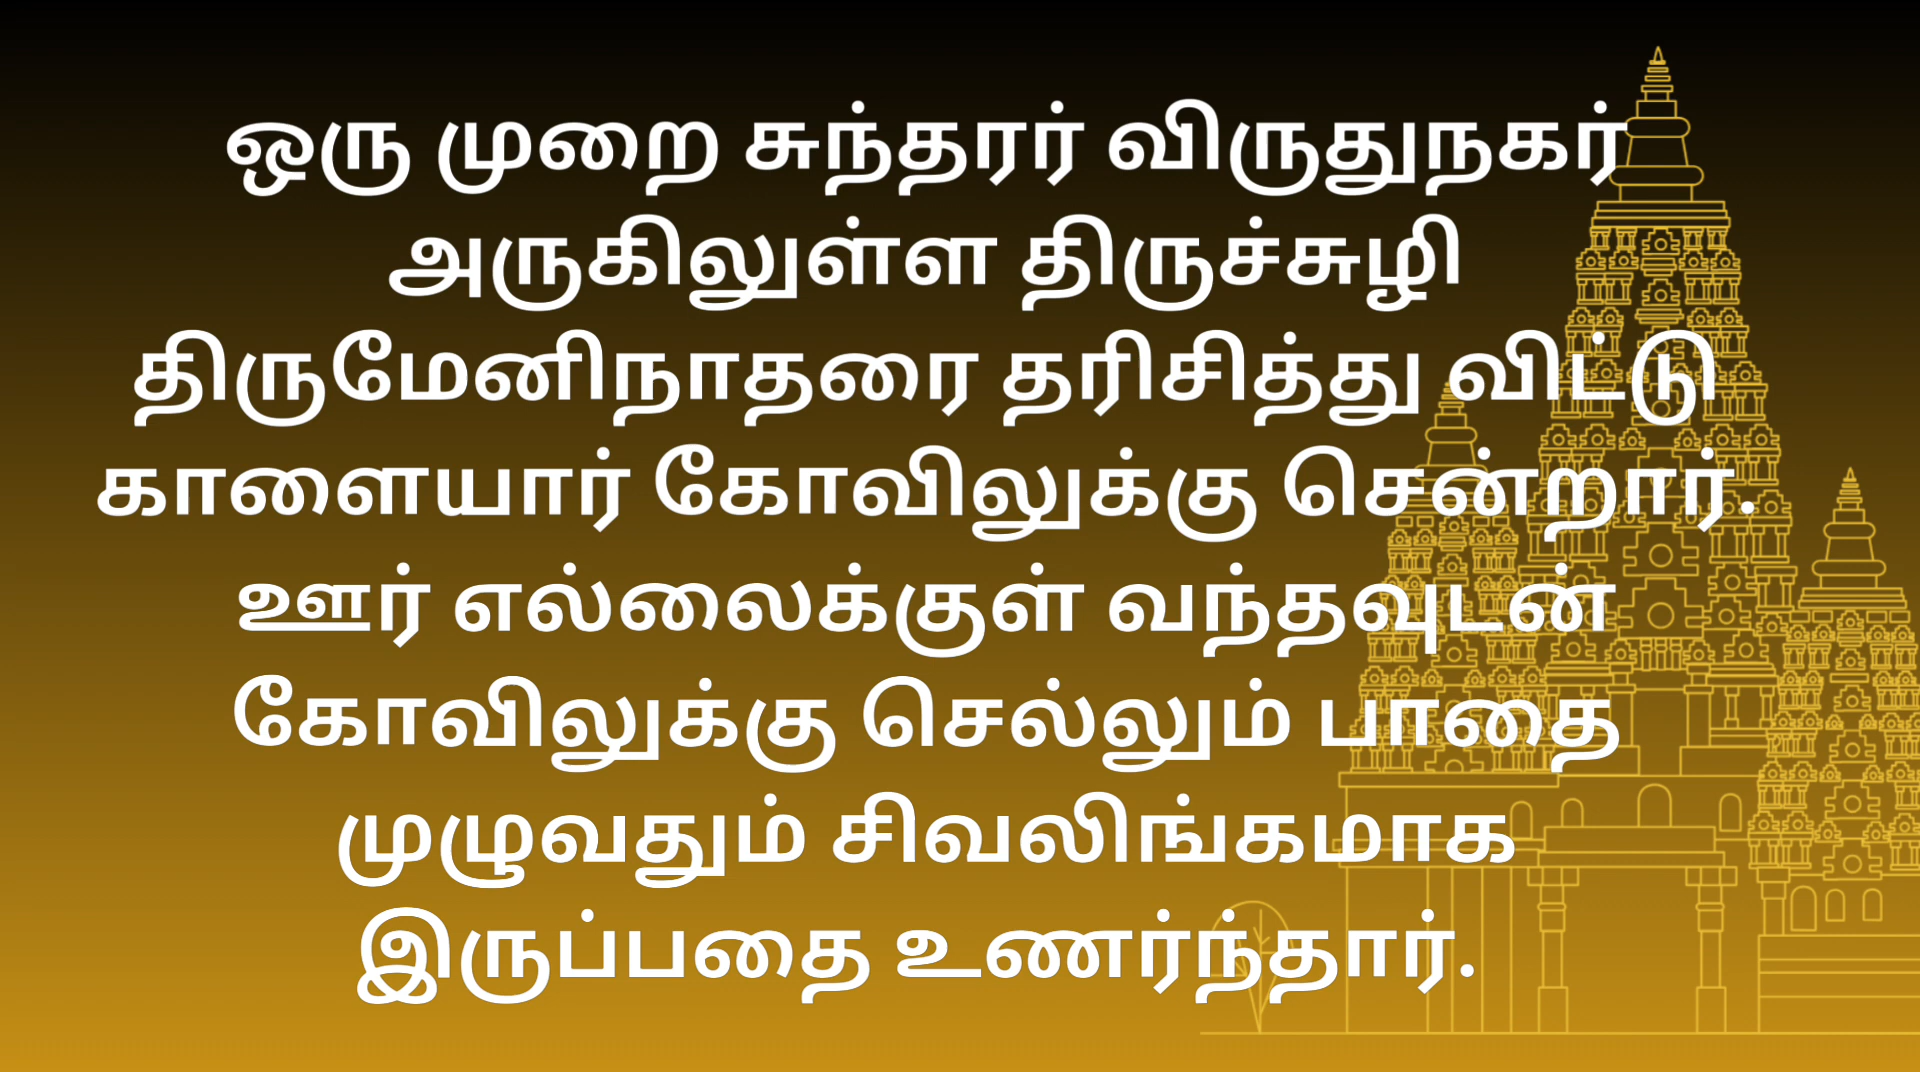 ஒரு முறை சுந்தரர் விருதுநகர்
அருகிலுள்ள திருச்சுழி
திருமேனிநாதரை தரிசித்து விட்டு
காளையார் கோவிலுக்கு சென்றார்.
ஊர் எல்லைக்குள் வந்தவுடன்
கோவிலுக்கு செல்லும் பாதை
முழுவதும் சிவலிங்கமாக
இருப்பதை உணர்ந்தார்.